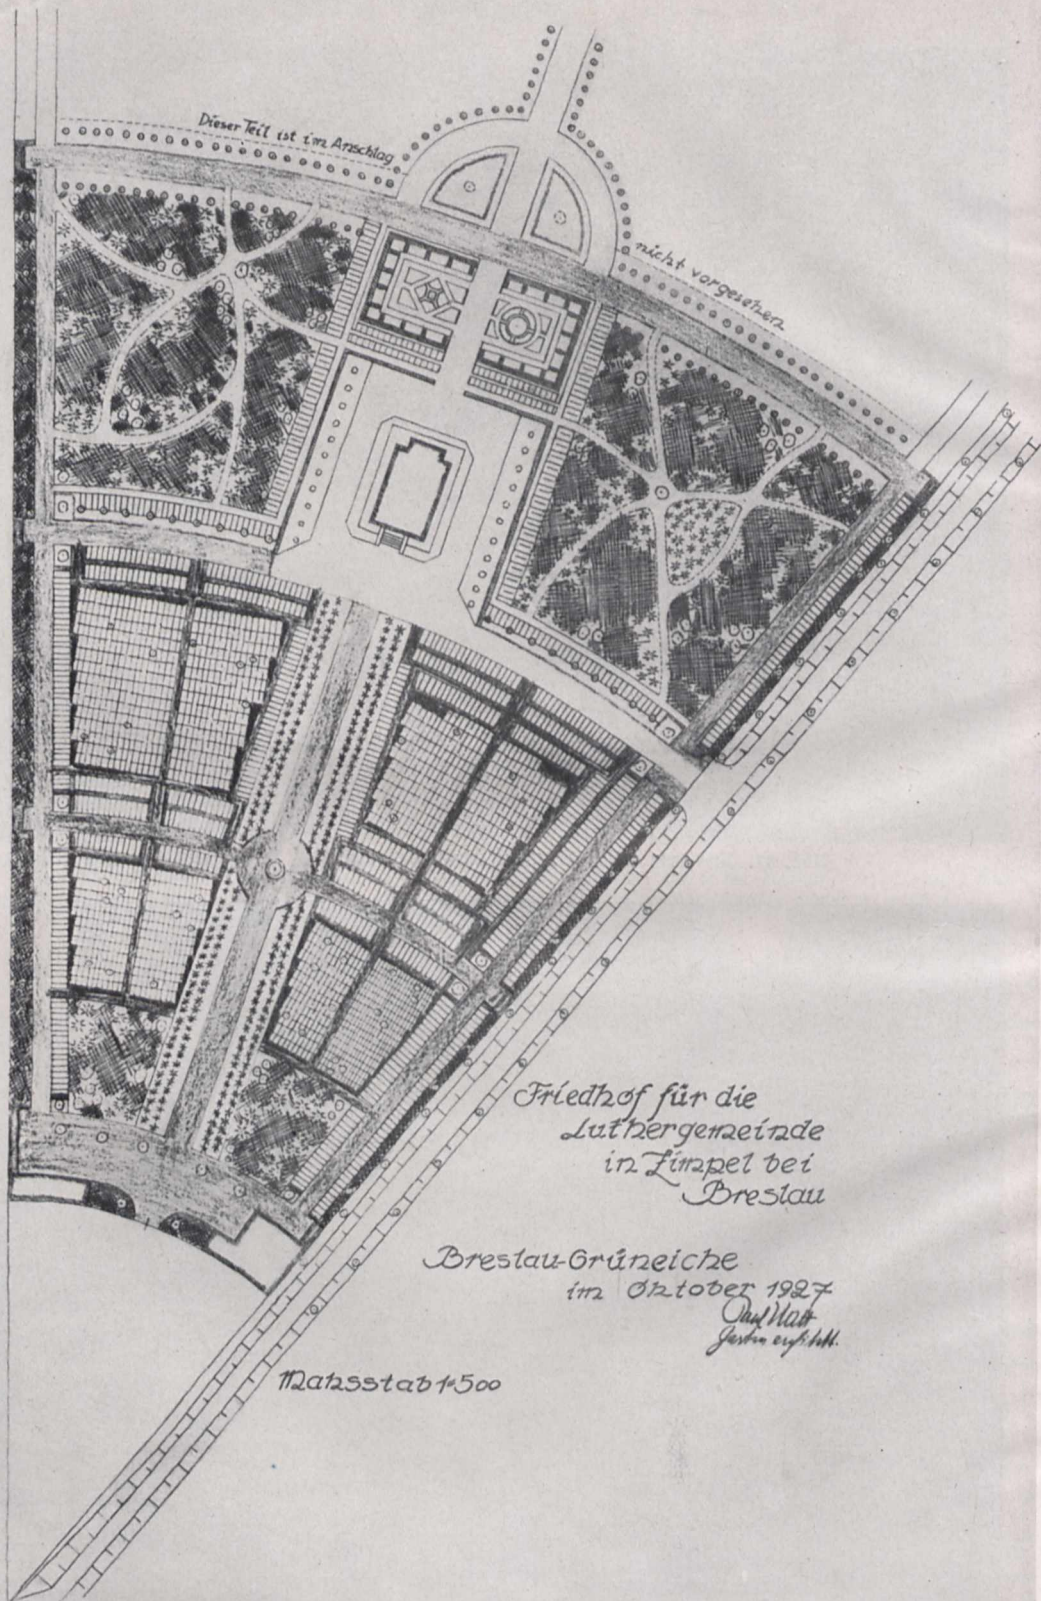 Dieser Teil ist im Anschlag
nicht vorgesehen
Friedhof für die
Luthergemeinde
in Zimpel bei
Breslau
Breslau-Grüneiche
im Oktober 1927
Paul
Massstab 1:500